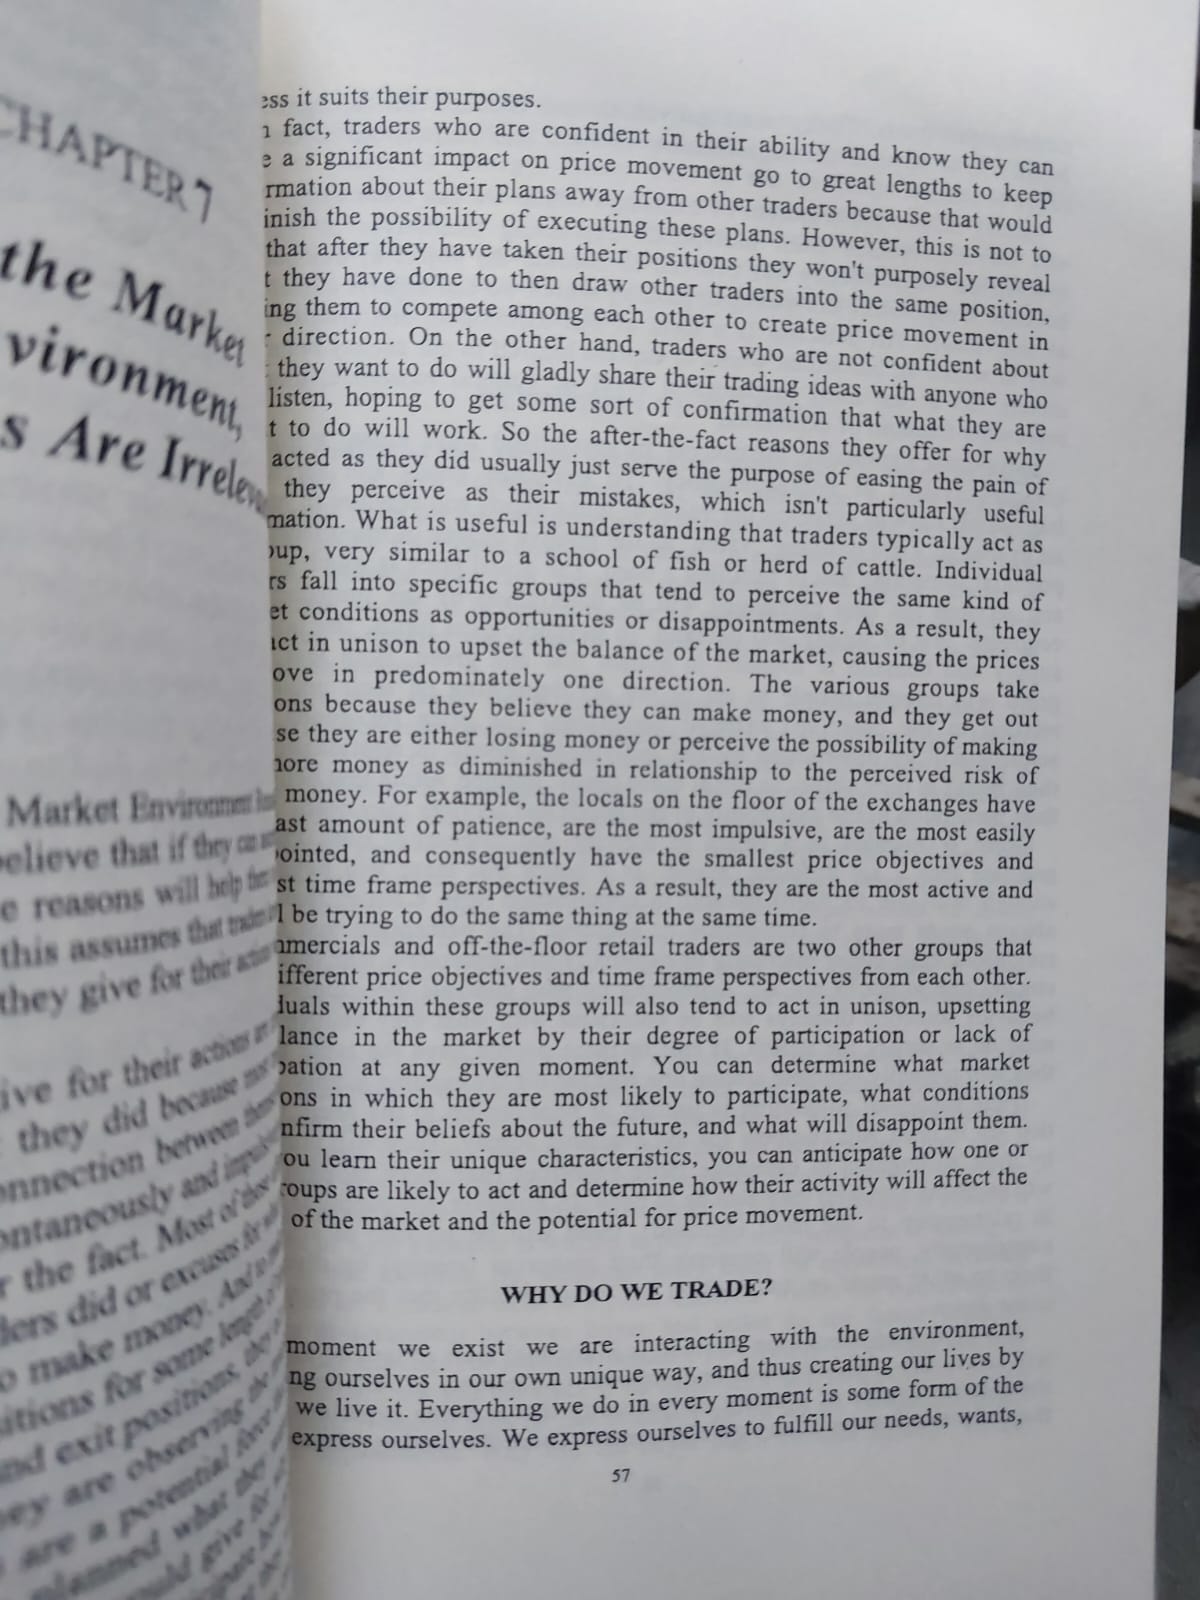 CHAPTER 7
the Market
vironment,
s Are Irrelev
Market Environment
believe that if they can
e reasons will help
this assumes that traders
they give for their action
ive for their actions
they did because
onnection between
ontaneously and
r the fact. Most of
ders did or excuses for
o make money. And
sitions for some length
and exit positions, they
hey are observing the
s are a potential force
planned what they
ould give for
ess it suits their purposes.
n fact, traders who are confident in their ability and know they can
e a significant impact on price movement go to great lengths to keep
rmation about their plans away from other traders because that would
inish the possibility of executing these plans. However, this is not to
that after they have taken their positions they won't purposely reveal
t they have done to then draw other traders into the same position,
ing them to compete among each other to create price movement in
r direction. On the other hand, traders who are not confident about
they want to do will gladly share their trading ideas with anyone who
listen, hoping to get some sort of confirmation that what they are
t to do will work. So the after-the-fact reasons they offer for why
acted as they did usually just serve the purpose of easing the pain of
they perceive as their mistakes, which isn't particularly useful
mation. What is useful is understanding that traders typically act as
oup, very similar to a school of fish or herd of cattle. Individual
rs fall into specific groups that tend to perceive the same kind of
et conditions as opportunities or disappointments. As a result, they
act in unison to upset the balance of the market, causing the prices
ove in predominately one direction. The various groups take
ons because they believe they can make money, and they get out
se they are either losing money or perceive the possibility of making
more money as diminished in relationship to the perceived risk of
money. For example, the locals on the floor of the exchanges have
ast amount of patience, are the most impulsive, are the most easily
pointed, and consequently have the smallest price objectives and
st time frame perspectives. As a result, they are the most active and
l be trying to do the same thing at the same time.
mmercials and off-the-floor retail traders are two other groups that
ifferent price objectives and time frame perspectives from each other.
duals within these groups will also tend to act in unison, upsetting
lance in the market by their degree of participation or lack of
pation at any given moment. You can determine what market
ons in which they are most likely to participate, what conditions
nfirm their beliefs about the future, and what will disappoint them.
ou learn their unique characteristics, you can anticipate how one or
roups are likely to act and determine how their activity will affect the
of the market and the potential for price movement.
WHY DO WE TRADE?
moment we exist we are interacting with the environment,
ng ourselves in our own unique way, and thus creating our lives by
we live it. Everything we do in every moment is some form of the
express ourselves. We express ourselves to fulfill our needs, wants,
57